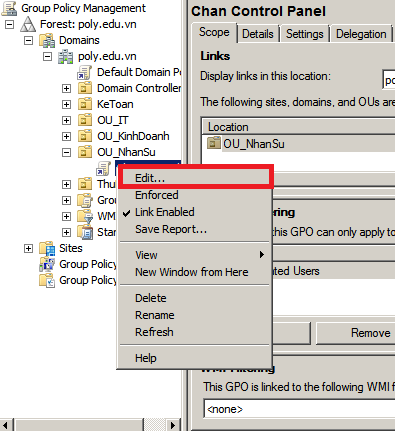 Group Policy Management
Forest: poly.edu.vn
Domains
poly.edu.vn
Default Domain P
Domain Controller
KeToan
OU_IT
OU_KinhDoanh
OU_NhanSu
Thu
Grou
WM
Star
Sites
Group Policy
Group Policy
Edit...
Enforced
Link Enabled
Save Report...
View
New Window from Here
Delete
Rename
Refresh
Help
Chan Control Panel
Scope
Details
Settings
Delegation
Links
Display links in this location:
po
The following sites, domains, and OUs are
Location
OU_NhanSu
ering
this GPO can only apply to
ted Users
Remove
WMI Filtering
This GPO is linked to the following WMI f
<none>